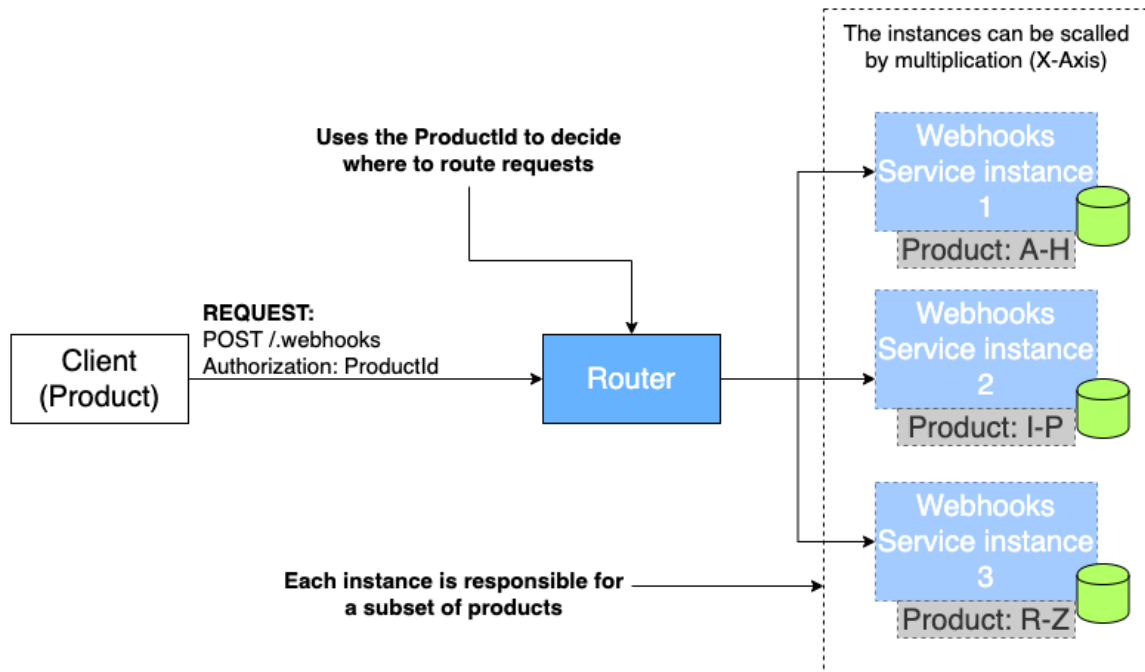 The instances can be scalled
by multiplication (X-Axis)
Uses the ProductId to decide
where to route requests
Webhooks
Service instance
1
Product: A-H
REQUEST:
POST /.webhooks
Authorization: ProductId
Client
(Product)
Router
Webhooks
Service instance
2
Product: I-P
Webhooks
Service instance
3
Product: R-Z
Each instance is responsible for
a subset of products